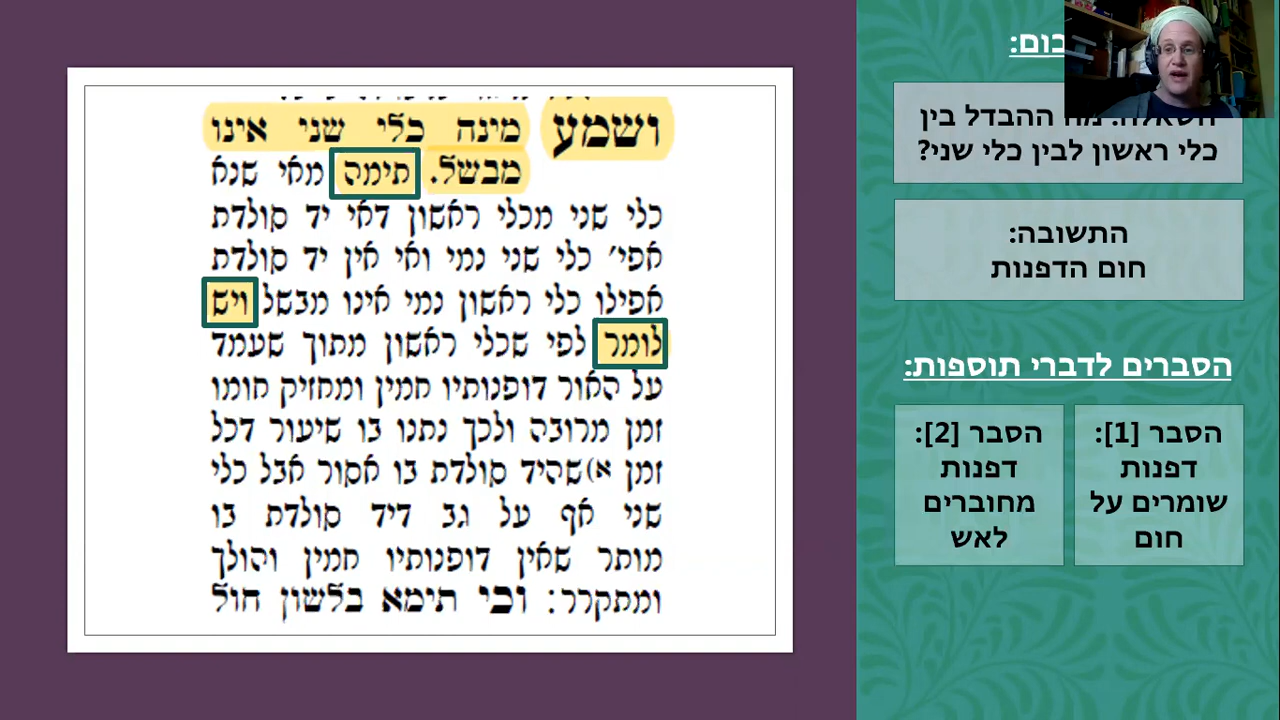 ושמע מינה כלי שני אינו
מבשל. תימה מאי שנא
כלי שני מכלי ראשון דאי יד סולדת
אפי׳ כלי שני נמי ואי אין יד סולדת
אפילו כלי ראשון נמי אינו מבשל ויש
לומר לפי שכלי ראשון מתוך שעמד
על האור דופנותיו חמין ומחזיק חומו
זמן מרובה ולכך נתנו בו שיעור דכל
זמן א)שהיד סולדת בו אסור אבל כלי
שני אף על גב דיד סולדת בו
מותר שאין דופנותיו חמין והולך
ומתקרר: וכי תימא בלשון חול
השאלה: מה ההבדל בין
כלי ראשון לבין כלי שני?
התשובה:
חום הדפנות
הסברים לדברי תוספות:
הסבר [1]:
דפנות
שומרים על
חום
הסבר [2]:
דפנות
מחוברים
לאש